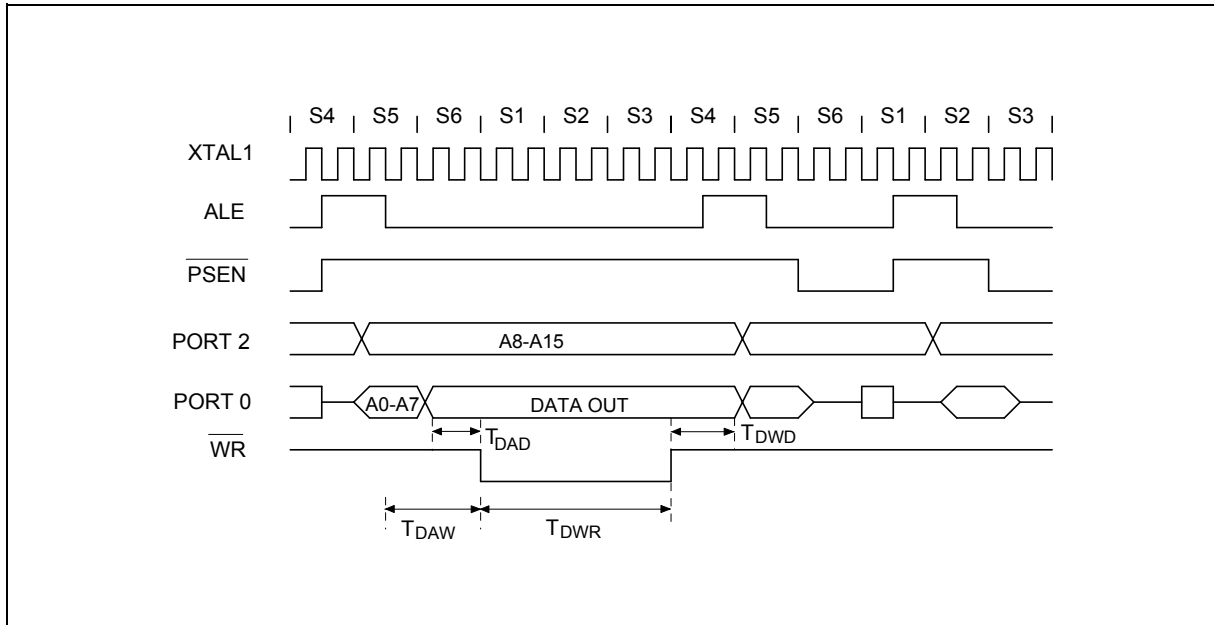 S4 S5 S6 S1 S2 S3 S4 S5 S6 S1 S2 S3
XTAL1
ALE
PSEN
PORT 2
A8-A15
PORT 0
A0-A7
DATA OUT
TDAD
TDWD
WR
TDAW
TDWR